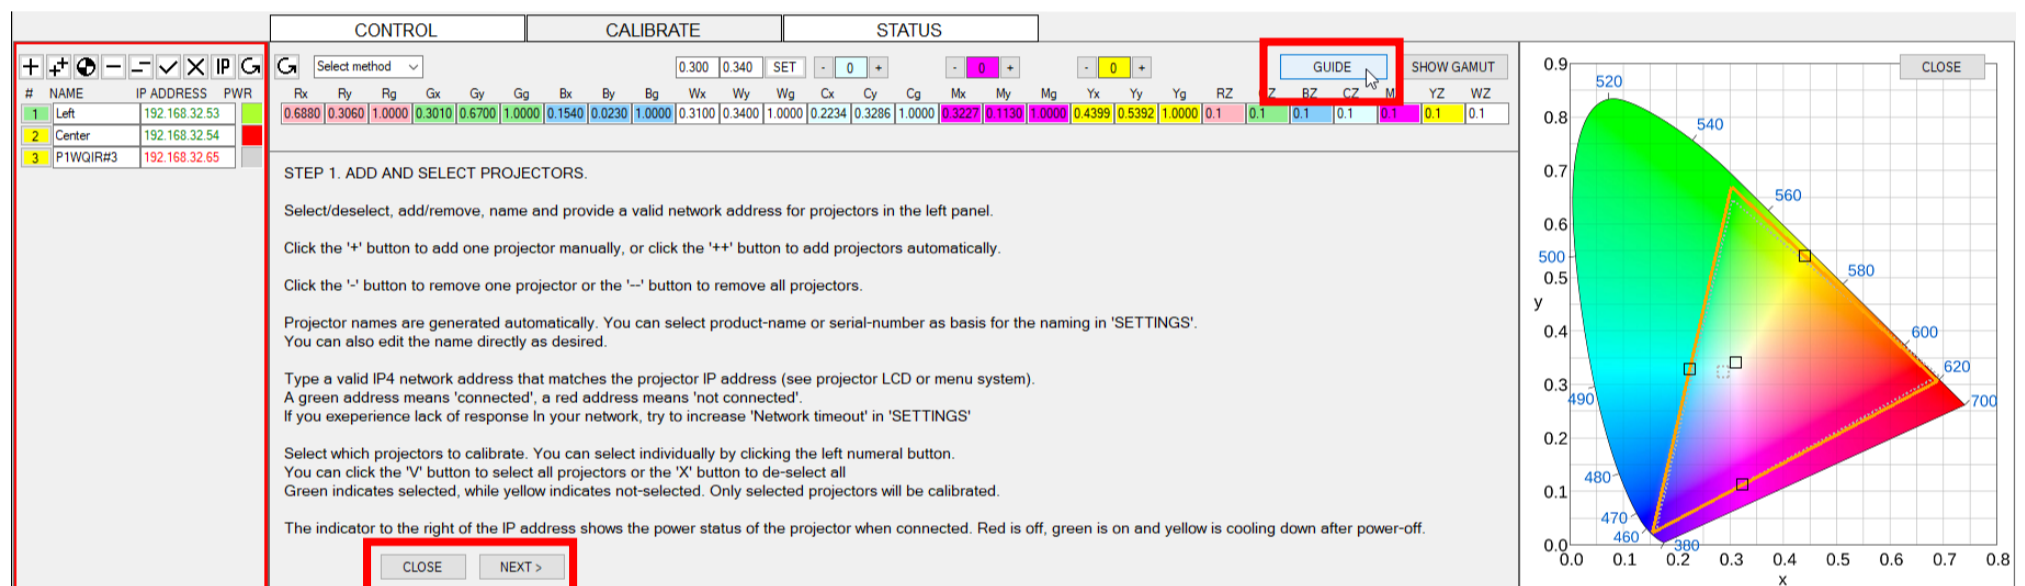 CONTROL CALIBRATE STATUS
IP
Select method
0.300 0.340 SET - 0 + - 0 + - 0 + GUIDE SHOW GAMUT CLOSE
# NAME IP ADDRESS PWR
Rx Ry Rg Gx Gy Gg Bx By Bg Wx Wy Wg Cx Cy Cg Mx My Mg Yx Yy Yg RZ BZ CZ YZ WZ
1 Left 192.168.32.53
0.6880 0.3060 1.0000 0.3010 0.6700 1.0000 0.1540 0.0230 1.0000 0.3100 0.3400 1.0000 0.2234 0.3286 1.0000 0.3227 0.1130 1.0000 0.4399 0.5392 1.0000 0.1 0.1 0.1 0.1 0.1 0.1 0.1
2 Center 192.168.32.54
3 P1WQIR#3 192.168.32.65
STEP 1. ADD AND SELECT PROJECTORS.
Select/deselect, add/remove, name and provide a valid network address for projectors in the left panel.
Click the '+' button to add one projector manually, or click the '++' button to add projectors automatically.
Click the '-' button to remove one projector or the '--' button to remove all projectors.
Projector names are generated automatically. You can select product-name or serial-number as basis for the naming in 'SETTINGS'.
You can also edit the name directly as desired.
Type a valid IP4 network address that matches the projector IP address (see projector LCD or menu system).
A green address means 'connected', a red address means 'not connected'.
If you exeperience lack of response In your network, try to increase 'Network timeout' in 'SETTINGS'
Select which projectors to calibrate. You can select individually by clicking the left numeral button.
You can click the 'V' button to select all projectors or the 'X' button to de-select all
Green indicates selected, while yellow indicates not-selected. Only selected projectors will be calibrated.
The indicator to the right of the IP address shows the power status of the projector when connected. Red is off, green is on and yellow is cooling down after power-off.
CLOSE NEXT >
0.9
0.8
0.7
0.6
0.5
y
0.4
0.3
0.2
0.1
0.0
520
540
560
500
580
600
620
490
700
480
470
460
380
0.0 0.1 0.2 0.3 0.4 0.5 0.6 0.7 0.8
x